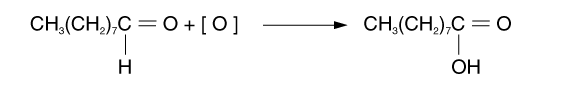 CH₃(CH₂)₇C = O + [ O ] ⟶ CH₃(CH₂)₇C = O
H OH